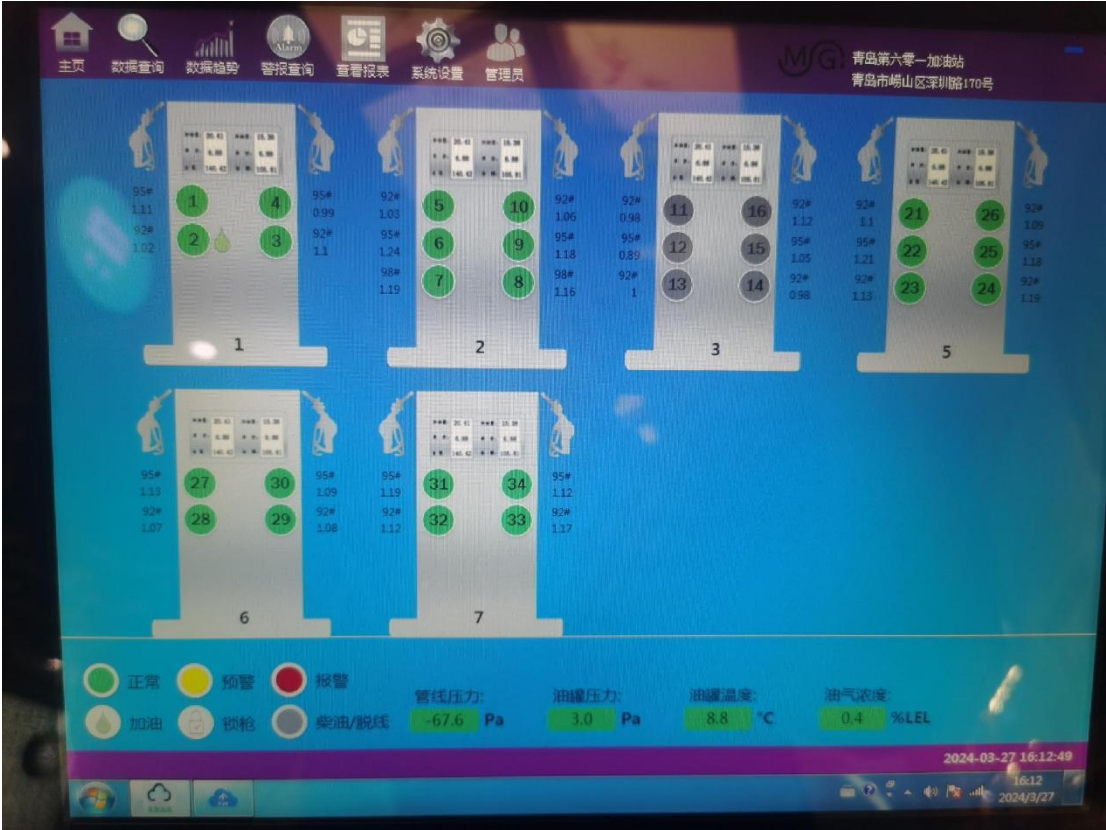 主页 数据查询 数据趋势 警报查询 查看报表 系统设置 管理员
Alarm
青岛第六零一加油站
青岛市崂山区深圳路170号
95# 1.11 1 4 95# 0.99
92# 1.02 2 3 92# 1.1
1
92# 1.03 5 10 92# 1.06
95# 1.24 6 9 95# 1.18
98# 1.19 7 8 98# 1.16
2
92# 0.98 11 16 92# 1.12
95# 0.89 12 15 95# 1.05
92# 1 13 14 92# 0.98
3
92# 1.1 21 26 92# 1.09
95# 1.21 22 25 95# 1.18
92# 1.13 23 24 92# 1.19
5
95# 1.13 27 30 95# 1.09
92# 1.07 28 29 92# 1.08
6
95# 1.19 31 34 95# 1.12
92# 1.12 32 33 92# 1.17
7
正常 预警 报警
加油 锁枪 柴油/脱线
管线压力: 油罐压力: 油罐温度: 油气浓度:
-67.6 Pa 3.0 Pa 8.8 °C 0.4 %LEL
2024-03-27 16:12:49
16:12
2024/3/27